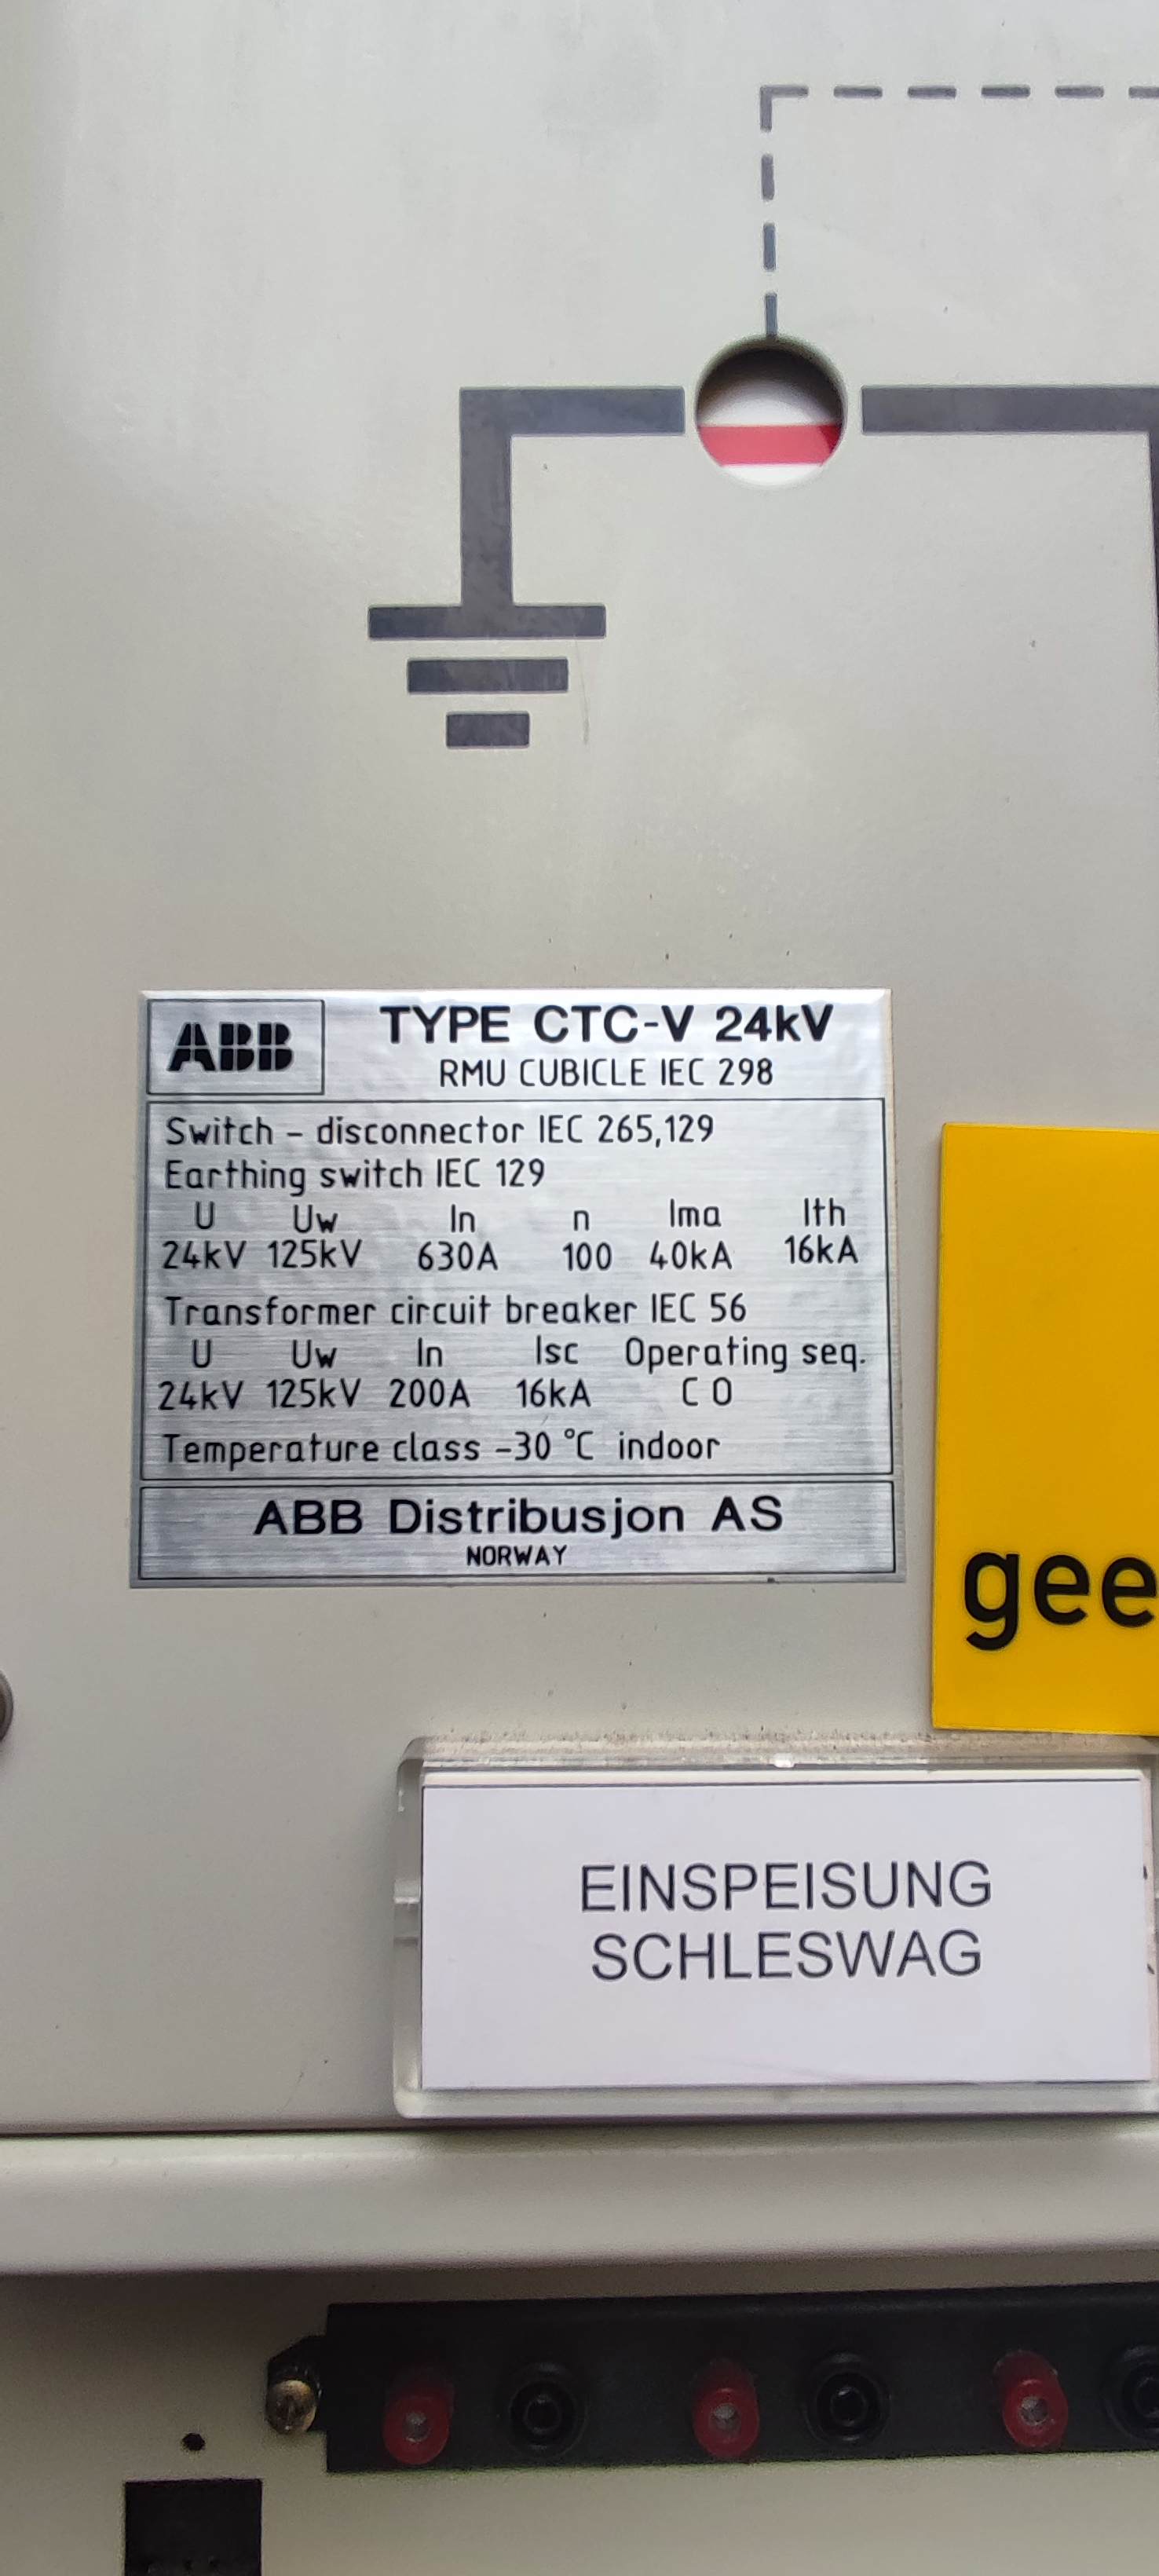 ABB
TYPE CTC-V 24kV
RMU CUBICLE IEC 298
Switch – disconnector IEC 265,129
Earthing switch IEC 129
U Uw In n Ima Ith
24kV 125kV 630A 100 40kA 16kA
Transformer circuit breaker IEC 56
U Uw In Isc Operating seq.
24kV 125kV 200A 16kA C O
Temperature class -30 °C indoor
ABB Distribusjon AS
NORWAY
gee
EINSPEISUNG
SCHLESWAG